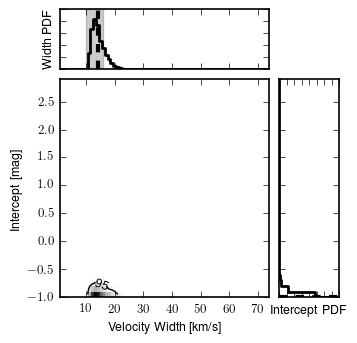 Width PDF
Intercept [mag]
2.5
2.0
1.5
1.0
0.5
0.0
−0.5
−1.0
95
10 20 30 40 50 60 70
Velocity Width [km/s]
Intercept PDF